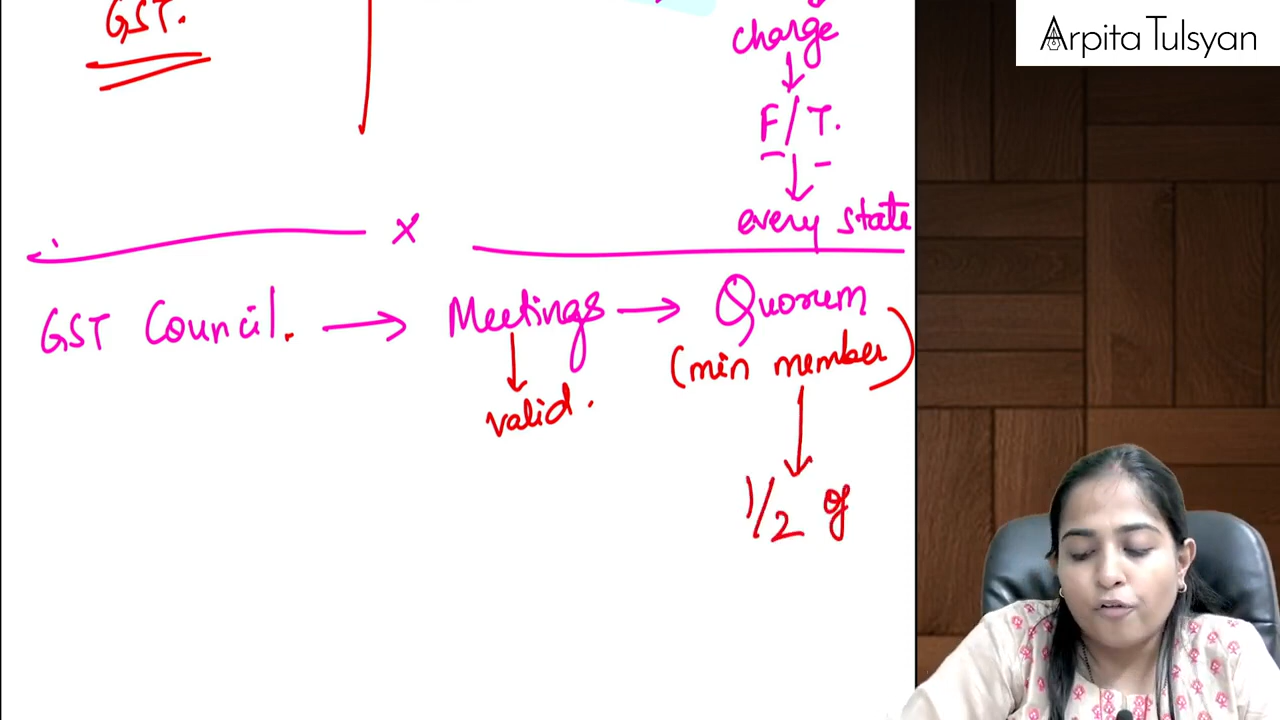 GST.
Arpita Tulsyan
charge
F/T.
every state
x
GST Council. → Meetings → Quorum
(min member)
valid.
1/2 of